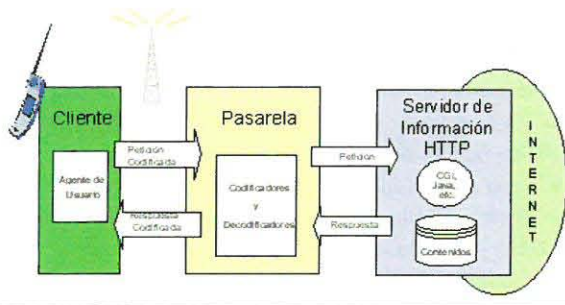 Cliente
Agente de
Usuario
Petición
Codificada
Respuesta
Codificada
Pasarela
Codificadores
y
Decodificadores
Petición
Respuesta
Servidor de
Información
HTTP
CGI,
Java,
etc.
Contenidos
INTERNET